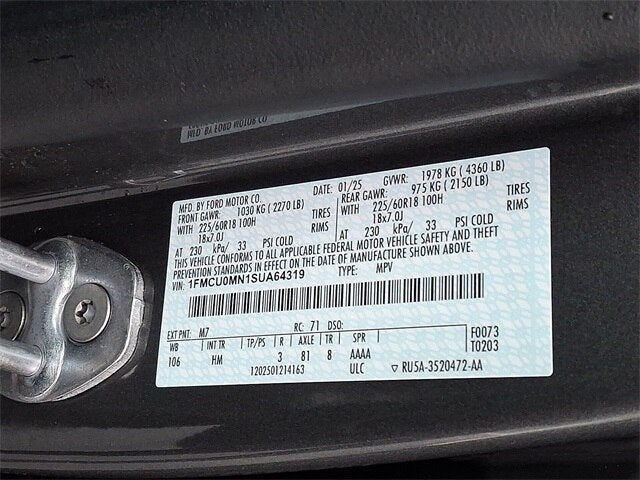 MFD. BY FORD MOTOR CO.
MFD. BY FORD MOTOR CO. DATE: 01/25 GVWR: 1978 KG ( 4360 LB)
FRONT GAWR: 1030 KG ( 2270 LB) REAR GAWR: 975 KG ( 2150 LB)
WITH 225/60R18 100H TIRES WITH 225/60R18 100H TIRES
18x7.0J RIMS 18x7.0J RIMS
AT 230 kPa/ 33 PSI COLD AT 230 kPa/ 33 PSI COLD
THIS VEHICLE CONFORMS TO ALL APPLICABLE FEDERAL MOTOR VEHICLE SAFETY AND THEFT
PREVENTION STANDARDS IN EFFECT ON THE DATE OF MANUFACTURE SHOWN ABOVE.
VIN: 1FMCU0MN1SUA64319 TYPE: MPV
EXT PNT: M7 RC: 71 DSO: F0073
WB INT TR TP/PS R AXLE TR SPR T0203
106 HM 3 81 8 AAAA
1202501214163 ULC ▽ RU5A-3520472-AA